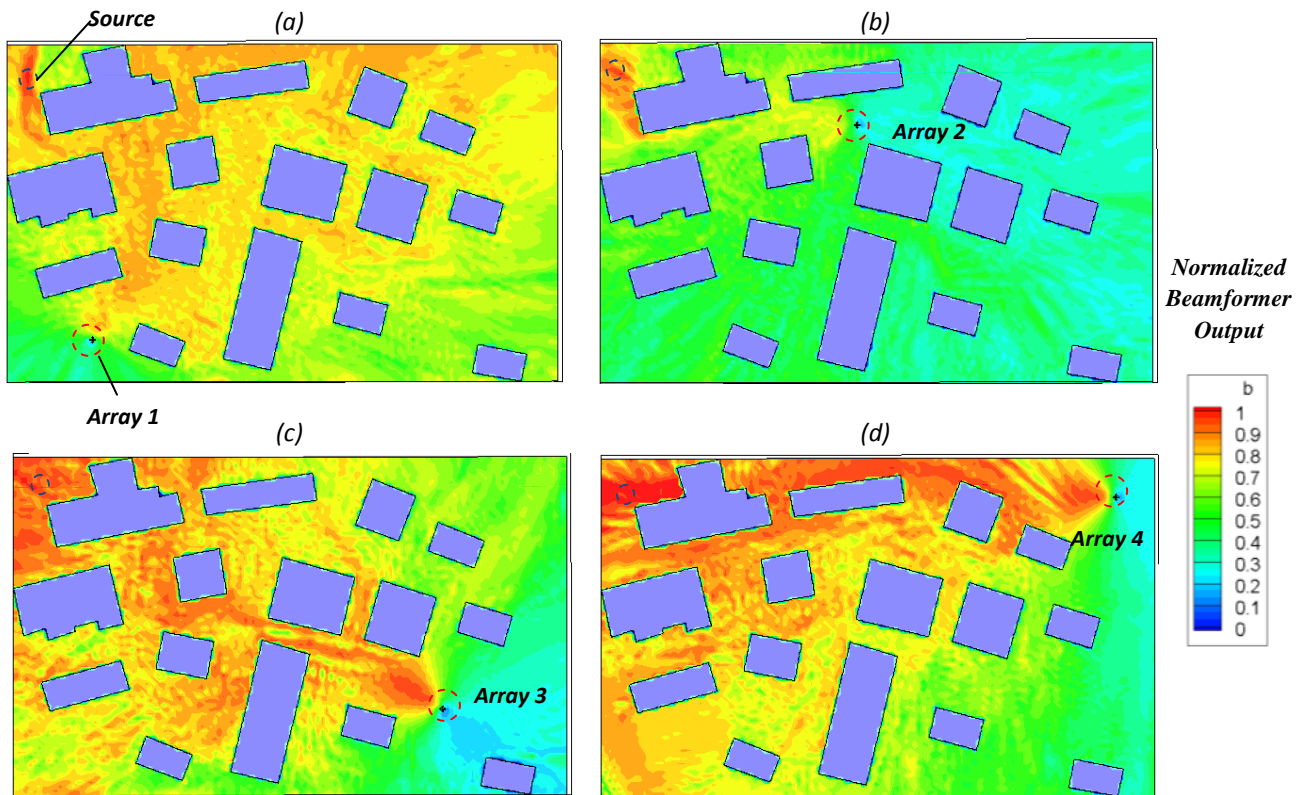 Source
(a)
(b)
Array 2
Array 1
Normalized
Beamformer
Output
b
1
0.9
0.8
0.7
0.6
0.5
0.4
0.3
0.2
0.1
0
(c)
(d)
Array 3
Array 4